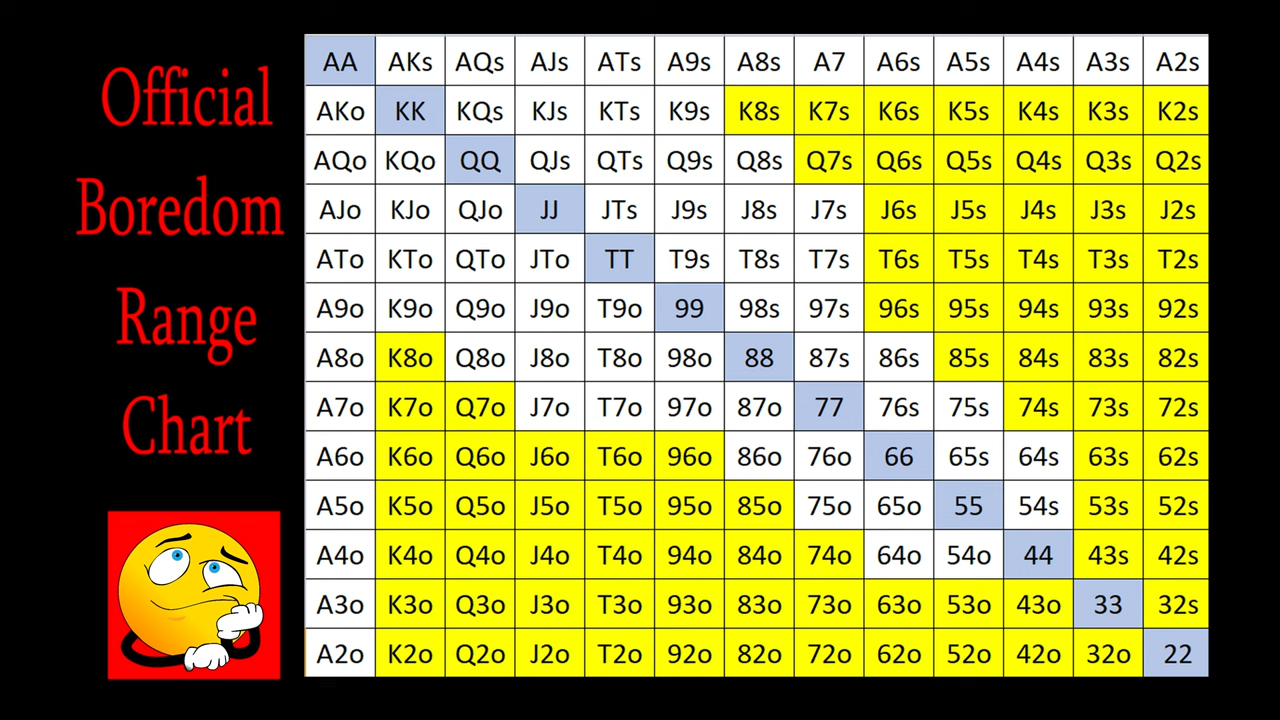 Official
Boredom
Range
Chart
AA AKs AQs AJs ATs A9s A8s A7 A6s A5s A4s A3s A2s
AKo KK KQs KJs KTs K9s K8s K7s K6s K5s K4s K3s K2s
AQo KQo QQ QJs QTs Q9s Q8s Q7s Q6s Q5s Q4s Q3s Q2s
AJo KJo QJo JJ JTs J9s J8s J7s J6s J5s J4s J3s J2s
ATo KTo QTo JTo TT T9s T8s T7s T6s T5s T4s T3s T2s
A9o K9o Q9o J9o T9o 99 98s 97s 96s 95s 94s 93s 92s
A8o K8o Q8o J8o T8o 98o 88 87s 86s 85s 84s 83s 82s
A7o K7o Q7o J7o T7o 97o 87o 77 76s 75s 74s 73s 72s
A6o K6o Q6o J6o T6o 96o 86o 76o 66 65s 64s 63s 62s
A5o K5o Q5o J5o T5o 95o 85o 75o 65o 55 54s 53s 52s
A4o K4o Q4o J4o T4o 94o 84o 74o 64o 54o 44 43s 42s
A3o K3o Q3o J3o T3o 93o 83o 73o 63o 53o 43o 33 32s
A2o K2o Q2o J2o T2o 92o 82o 72o 62o 52o 42o 32o 22